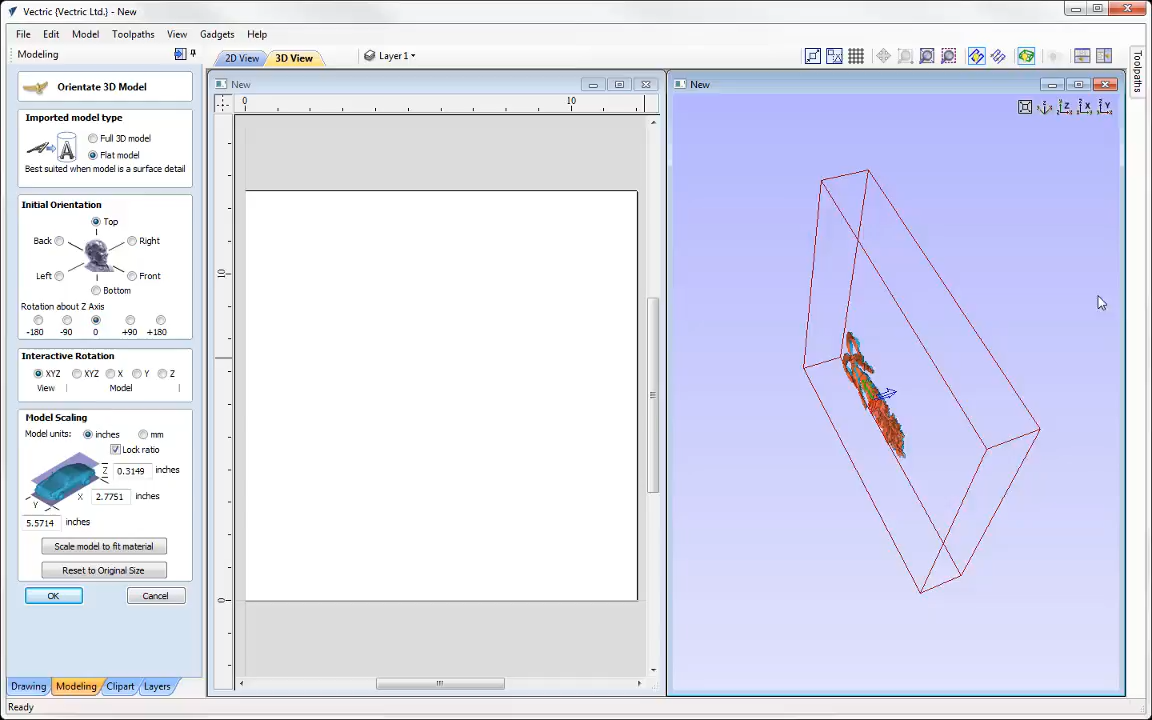 Vectric {Vectric Ltd.} - New
File Edit Model Toolpaths View Gadgets Help
Modeling
2D View 3D View Layer 1
Orientate 3D Model
Imported model type
Full 3D model
Flat model
Best suited when model is a surface detail
Initial Orientation
Top
Back Right
Left Front
Bottom
Rotation about Z Axis
-180 -90 0 +90 +180
Interactive Rotation
XYZ XYZ X Y Z
View Model
Model Scaling
Model units: inches mm
Lock ratio
Z 0.3149 inches
X 2.7751 inches
Y
5.5714 inches
Scale model to fit material
Reset to Original Size
OK Cancel
Drawing Modeling Clipart Layers
Ready
New
0 10
10
0
New
Z X Y
Toolpaths